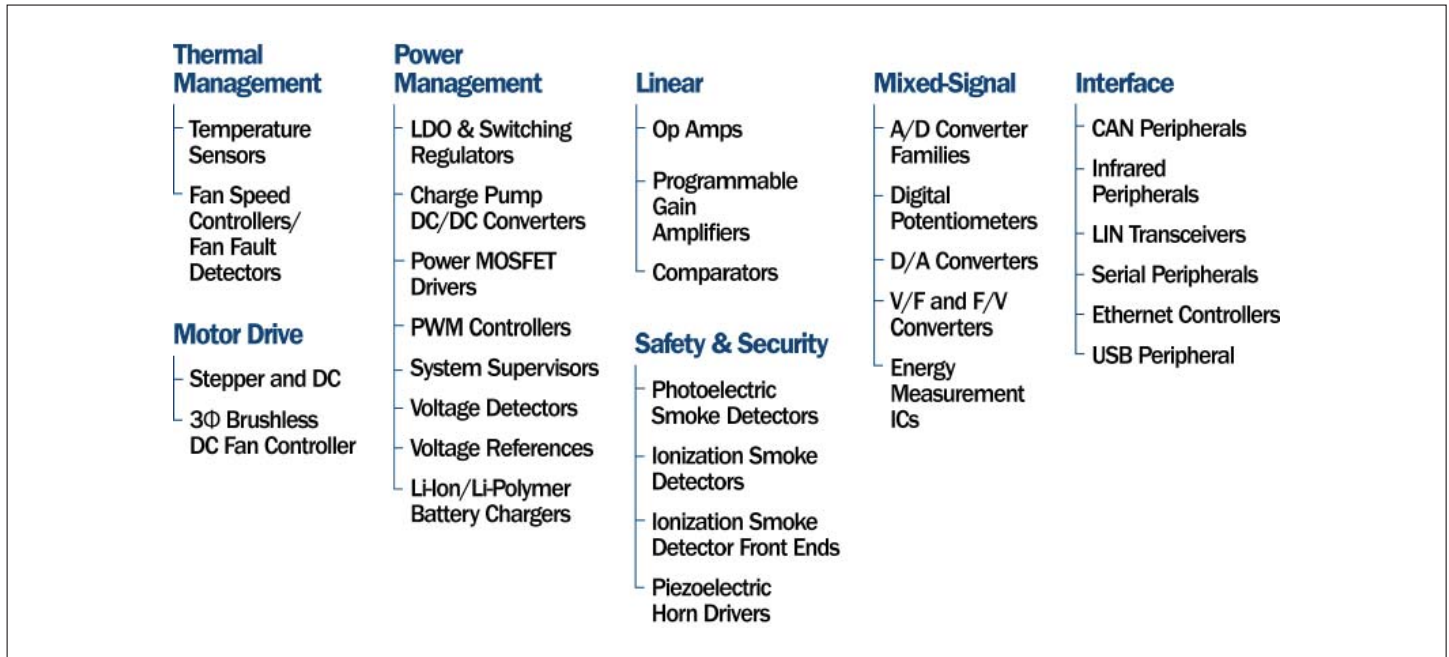 Thermal
Management
Temperature
Sensors
Fan Speed
Controllers/
Fan Fault
Detectors
Motor Drive
Stepper and DC
3Φ Brushless
DC Fan Controller
Power
Management
LDO & Switching
Regulators
Charge Pump
DC/DC Converters
Power MOSFET
Drivers
PWM Controllers
System Supervisors
Voltage Detectors
Voltage References
Li-Ion/Li-Polymer
Battery Chargers
Linear
Op Amps
Programmable
Gain
Amplifiers
Comparators
Safety & Security
Photoelectric
Smoke Detectors
Ionization Smoke
Detectors
Ionization Smoke
Detector Front Ends
Piezoelectric
Horn Drivers
Mixed-Signal
A/D Converter
Families
Digital
Potentiometers
D/A Converters
V/F and F/V
Converters
Energy
Measurement
ICs
Interface
CAN Peripherals
Infrared
Peripherals
LIN Transceivers
Serial Peripherals
Ethernet Controllers
USB Peripheral